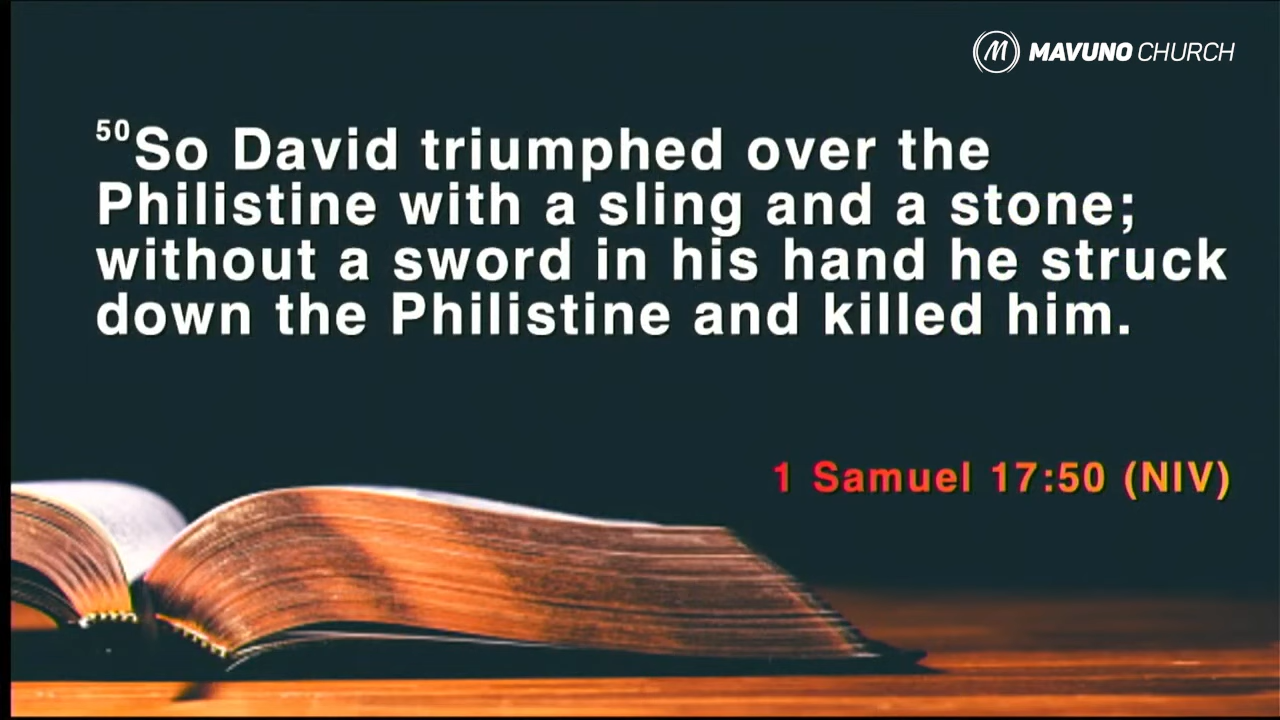 MAVUNO CHURCH
50So David triumphed over the
Philistine with a sling and a stone;
without a sword in his hand he struck
down the Philistine and killed him.
1 Samuel 17:50 (NIV)